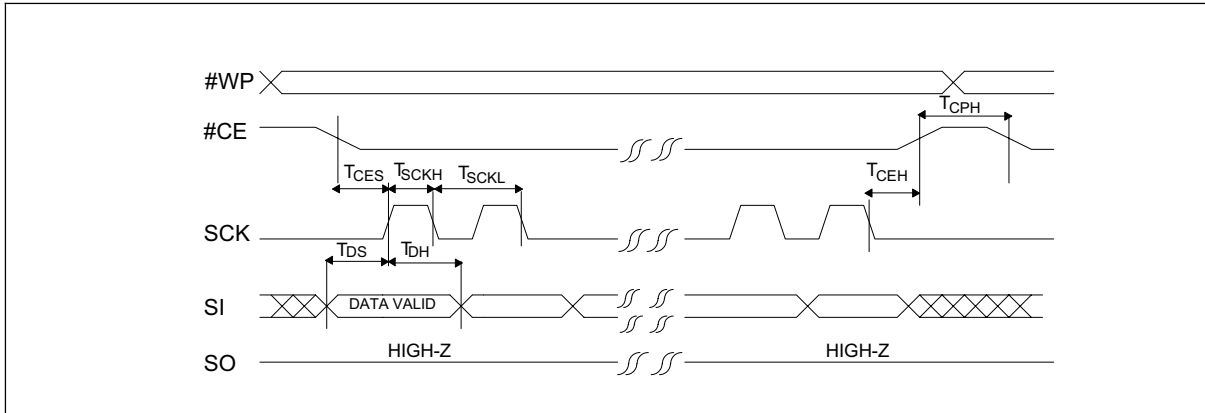 #WP
TCPH
#CE
TCES TSCKH TSCKL
TCEH
SCK
TDS TDH
SI DATA VALID
HIGH-Z HIGH-Z
SO